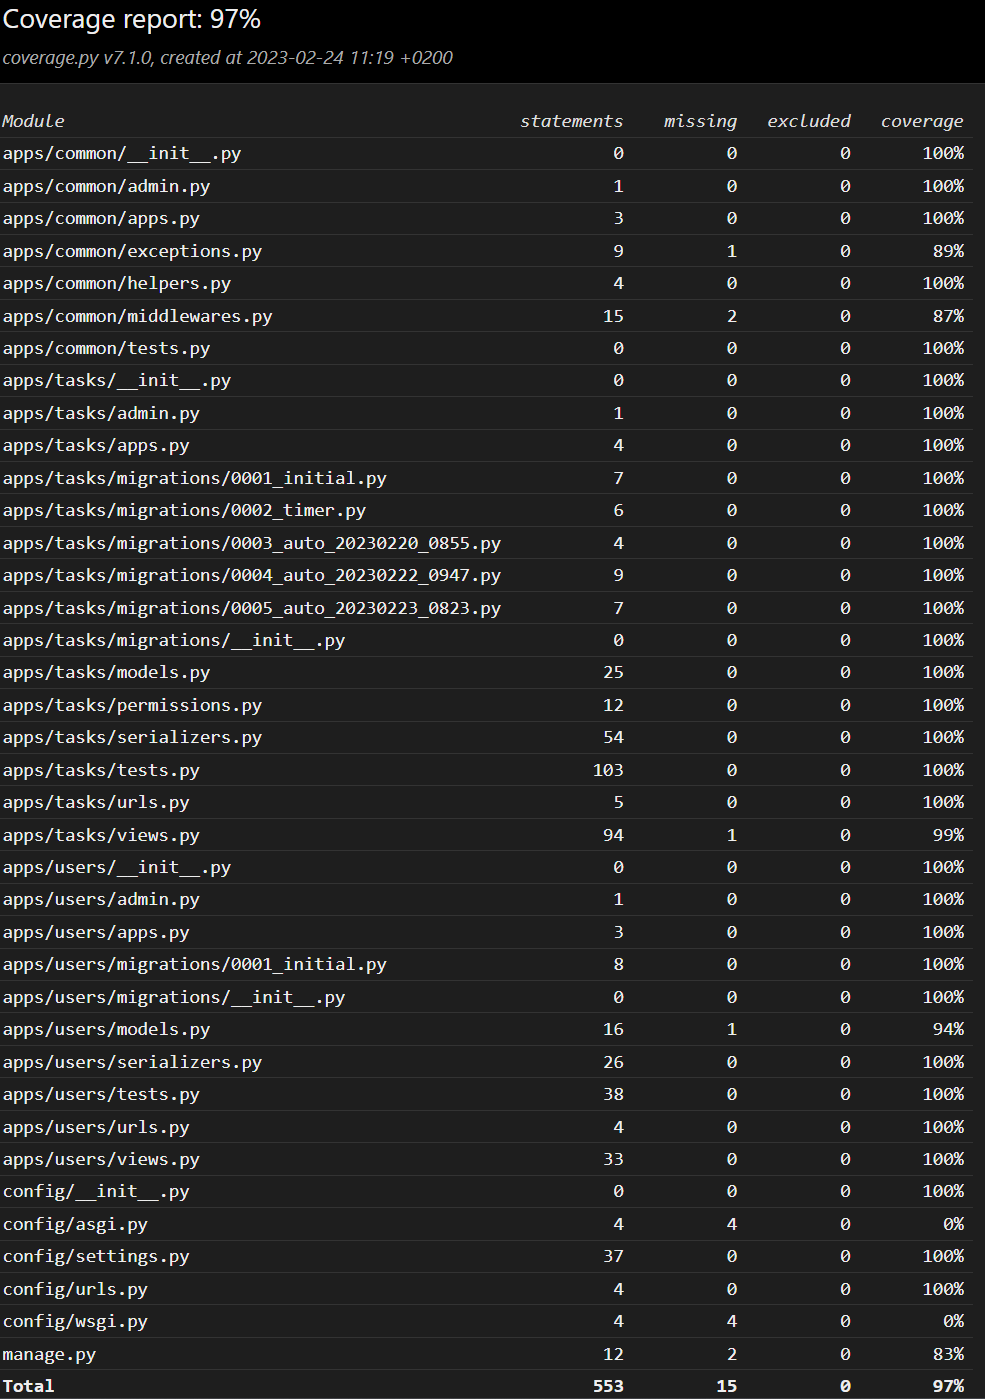 Coverage report: 97%
coverage.py v7.1.0, created at 2023-02-24 11:19 +0200
Module statements missing excluded coverage
apps/common/__init__.py 0 0 0 100%
apps/common/admin.py 1 0 0 100%
apps/common/apps.py 3 0 0 100%
apps/common/exceptions.py 9 1 0 89%
apps/common/helpers.py 4 0 0 100%
apps/common/middlewares.py 15 2 0 87%
apps/common/tests.py 0 0 0 100%
apps/tasks/__init__.py 0 0 0 100%
apps/tasks/admin.py 1 0 0 100%
apps/tasks/apps.py 4 0 0 100%
apps/tasks/migrations/0001_initial.py 7 0 0 100%
apps/tasks/migrations/0002_timer.py 6 0 0 100%
apps/tasks/migrations/0003_auto_20230220_0855.py 4 0 0 100%
apps/tasks/migrations/0004_auto_20230222_0947.py 9 0 0 100%
apps/tasks/migrations/0005_auto_20230223_0823.py 7 0 0 100%
apps/tasks/migrations/__init__.py 0 0 0 100%
apps/tasks/models.py 25 0 0 100%
apps/tasks/permissions.py 12 0 0 100%
apps/tasks/serializers.py 54 0 0 100%
apps/tasks/tests.py 103 0 0 100%
apps/tasks/urls.py 5 0 0 100%
apps/tasks/views.py 94 1 0 99%
apps/users/__init__.py 0 0 0 100%
apps/users/admin.py 1 0 0 100%
apps/users/apps.py 3 0 0 100%
apps/users/migrations/0001_initial.py 8 0 0 100%
apps/users/migrations/__init__.py 0 0 0 100%
apps/users/models.py 16 1 0 94%
apps/users/serializers.py 26 0 0 100%
apps/users/tests.py 38 0 0 100%
apps/users/urls.py 4 0 0 100%
apps/users/views.py 33 0 0 100%
config/__init__.py 0 0 0 100%
config/asgi.py 4 4 0 0%
config/settings.py 37 0 0 100%
config/urls.py 4 0 0 100%
config/wsgi.py 4 4 0 0%
manage.py 12 2 0 83%
Total 553 15 0 97%